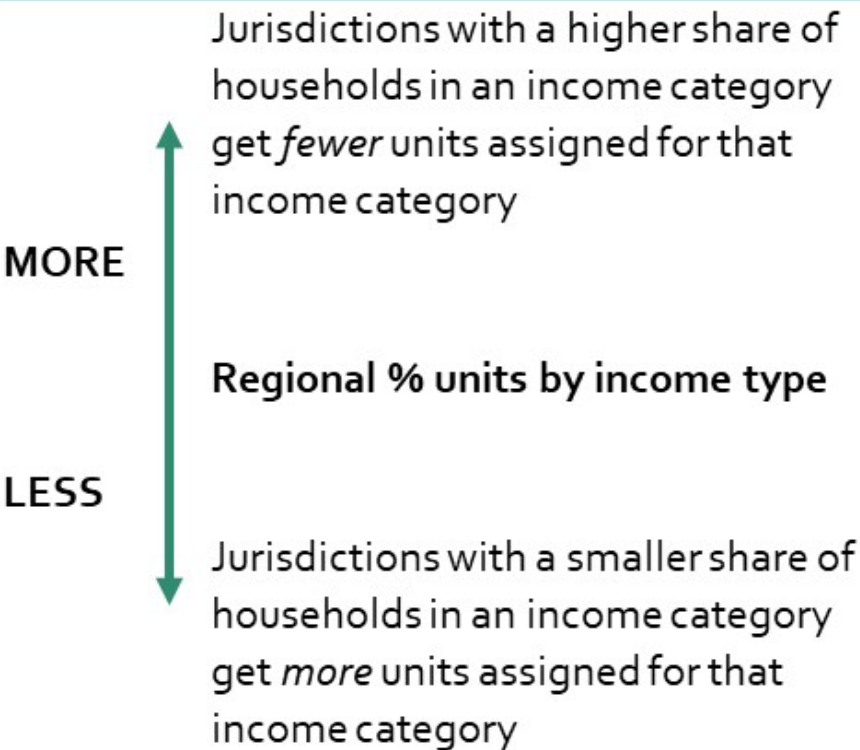 Jurisdictions with a higher share of
households in an income category
get fewer units assigned for that
income category
MORE
Regional % units by income type
LESS
Jurisdictions with a smaller share of
households in an income category
get more units assigned for that
income category